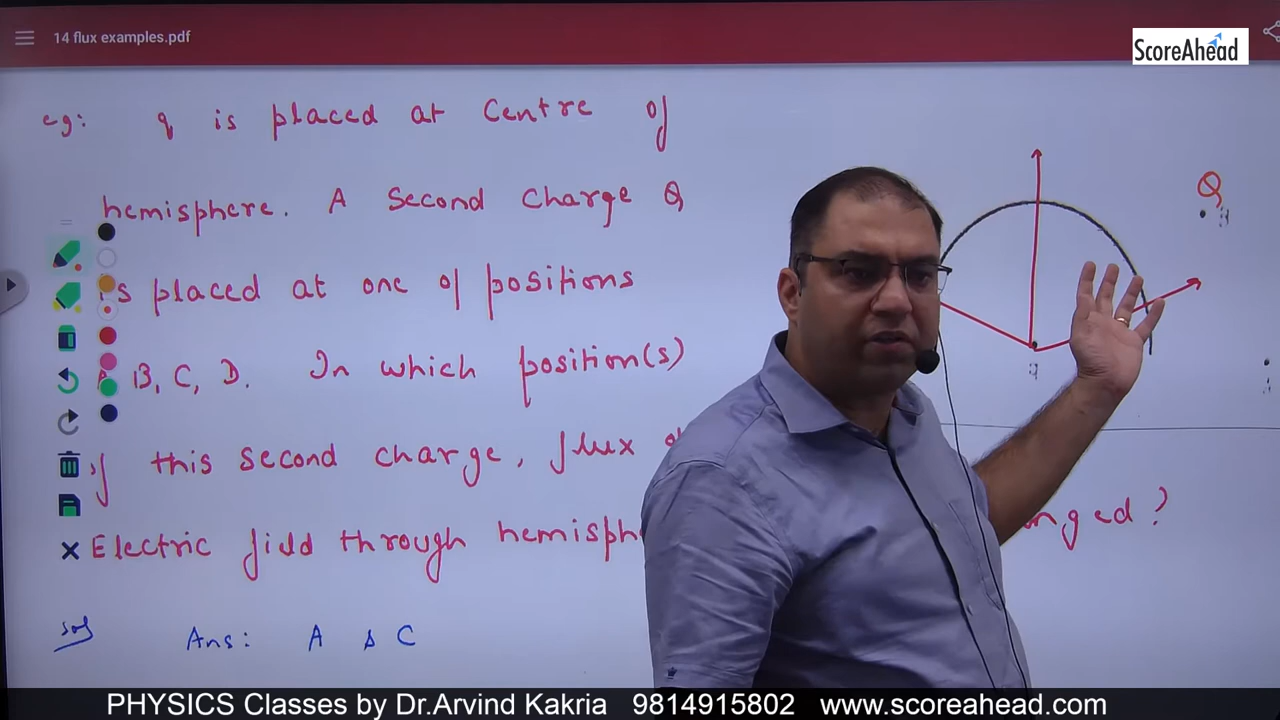 14 flux examples.pdf
ScoreAhead
eg: q is placed at Centre of
hemisphere. A Second Charge Q
is placed at one of positions
B, C, D. In which position(s)
of this second charge, flux
Electric field through hemisph
nged?
Sol Ans: A & C
Q
q
PHYSICS Classes by Dr.Arvind Kakria 9814915802 www.scoreahead.com